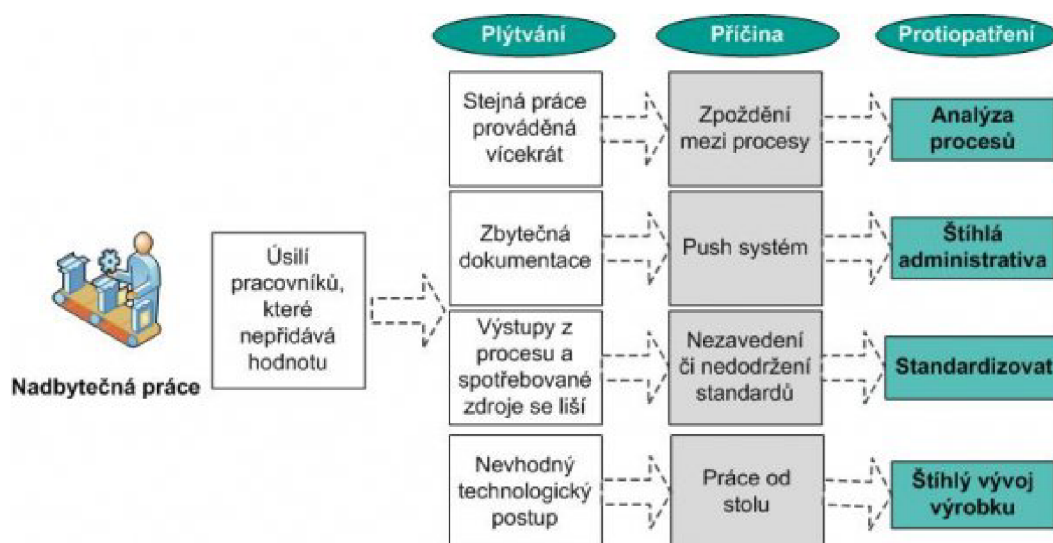 Plýtvání
Příčina
Protiopatření
Stejná práce
prováděná
vícekrát
Zpoždění
mezi procesy
Analýza
procesů
Nadbytečná práce
Úsilí
pracovníků,
které
nepřidává
hodnotu
Zbytečná
dokumentace
Push systém
Štíhlá
administrativa
Výstupy z
procesu a
spotřebované
zdroje se liší
Nezavedení
či nedodržení
standardů
Standardizovat
Nevhodný
technologický
postup
Práce od
stolu
Štíhlý vývoj
výrobku